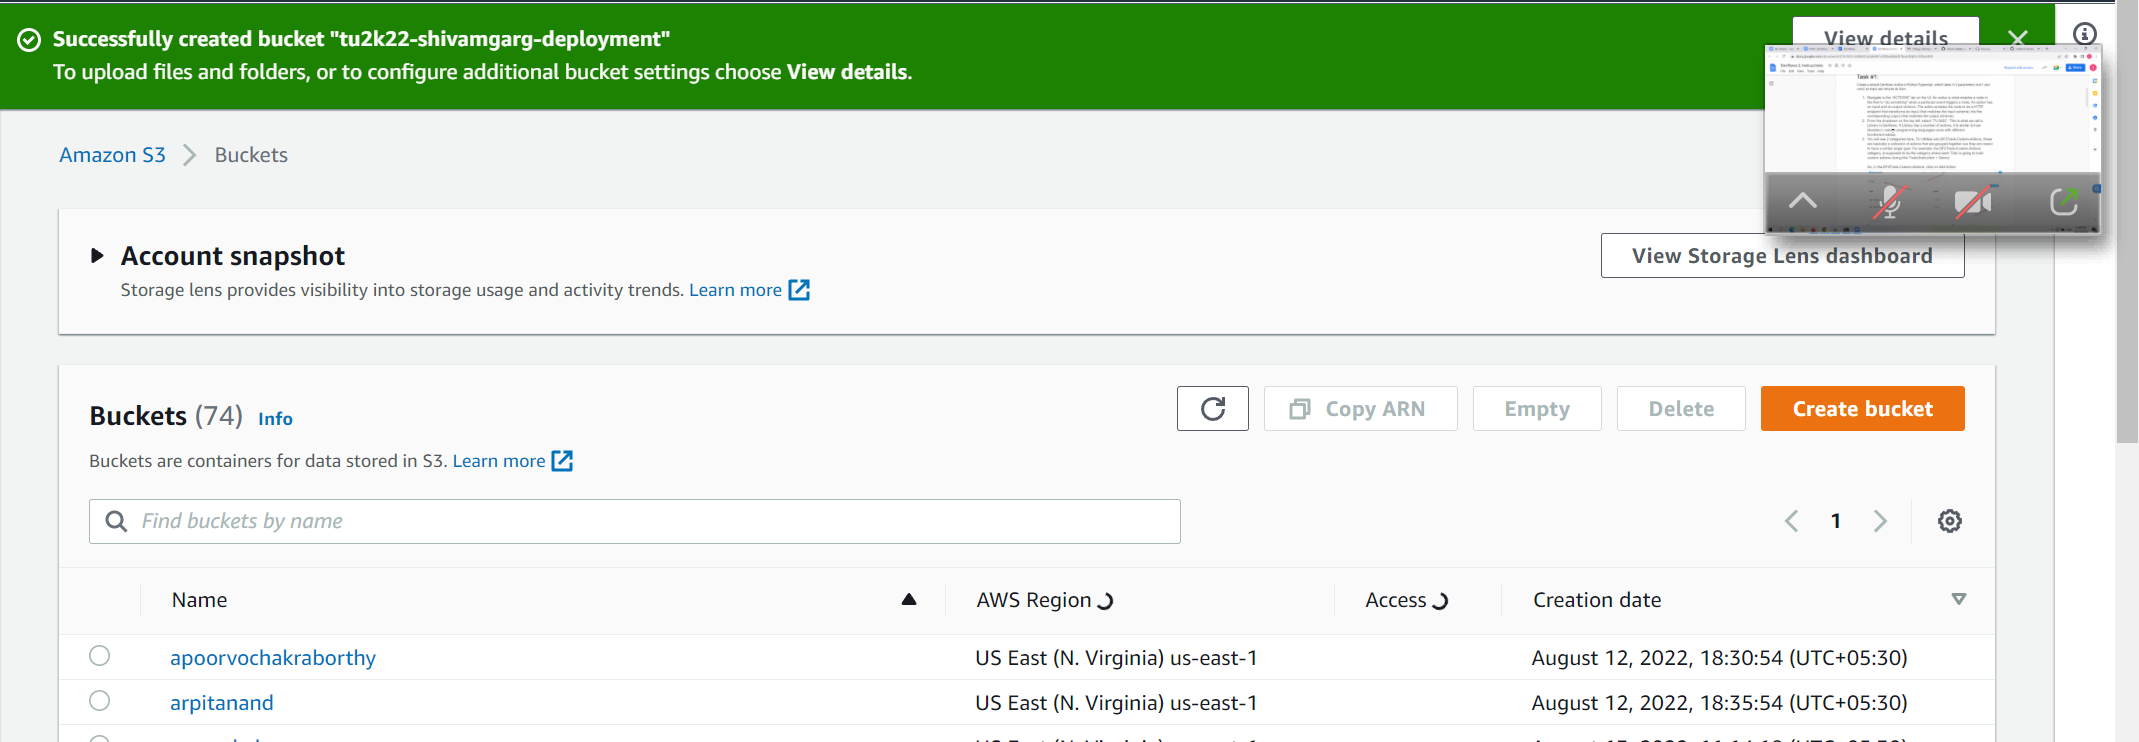 Successfully created bucket "tu2k22-shivamgarg-deployment"
To upload files and folders, or to configure additional bucket settings choose View details.
View details
Amazon S3 Buckets
Task #1:
Account snapshot
Storage lens provides visibility into storage usage and activity trends. Learn more
View Storage Lens dashboard
Buckets (74) Info
Copy ARN
Empty
Delete
Create bucket
Buckets are containers for data stored in S3. Learn more
Find buckets by name
1
Name AWS Region Access Creation date
apoorvochakraborthy US East (N. Virginia) us-east-1 August 12, 2022, 18:30:54 (UTC+05:30)
arpitanand US East (N. Virginia) us-east-1 August 12, 2022, 18:35:54 (UTC+05:30)